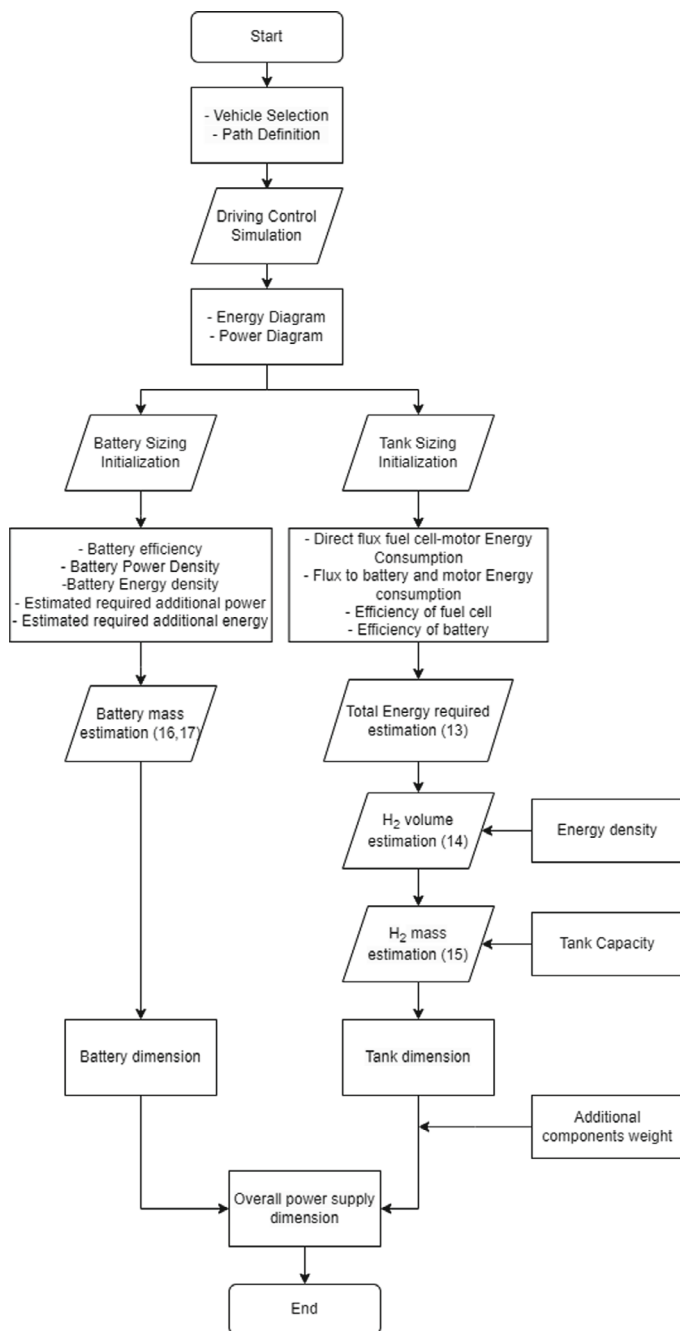 Start
- Vehicle Selection
- Path Definition
Driving Control
Simulation
- Energy Diagram
- Power Diagram
Battery Sizing
Initialization
Tank Sizing
Initialization
- Battery efficiency
- Battery Power Density
-Battery Energy density
- Estimated required additional power
- Estimated required additional energy
- Direct flux fuel cell-motor Energy
Consumption
- Flux to battery and motor Energy
consumption
- Efficiency of fuel cell
- Efficiency of battery
Battery mass
estimation (16,17)
Total Energy required
estimation (13)
H2 volume
estimation (14)
Energy density
H2 mass
estimation (15)
Tank Capacity
Battery dimension
Tank dimension
Additional
components weight
Overall power supply
dimension
End